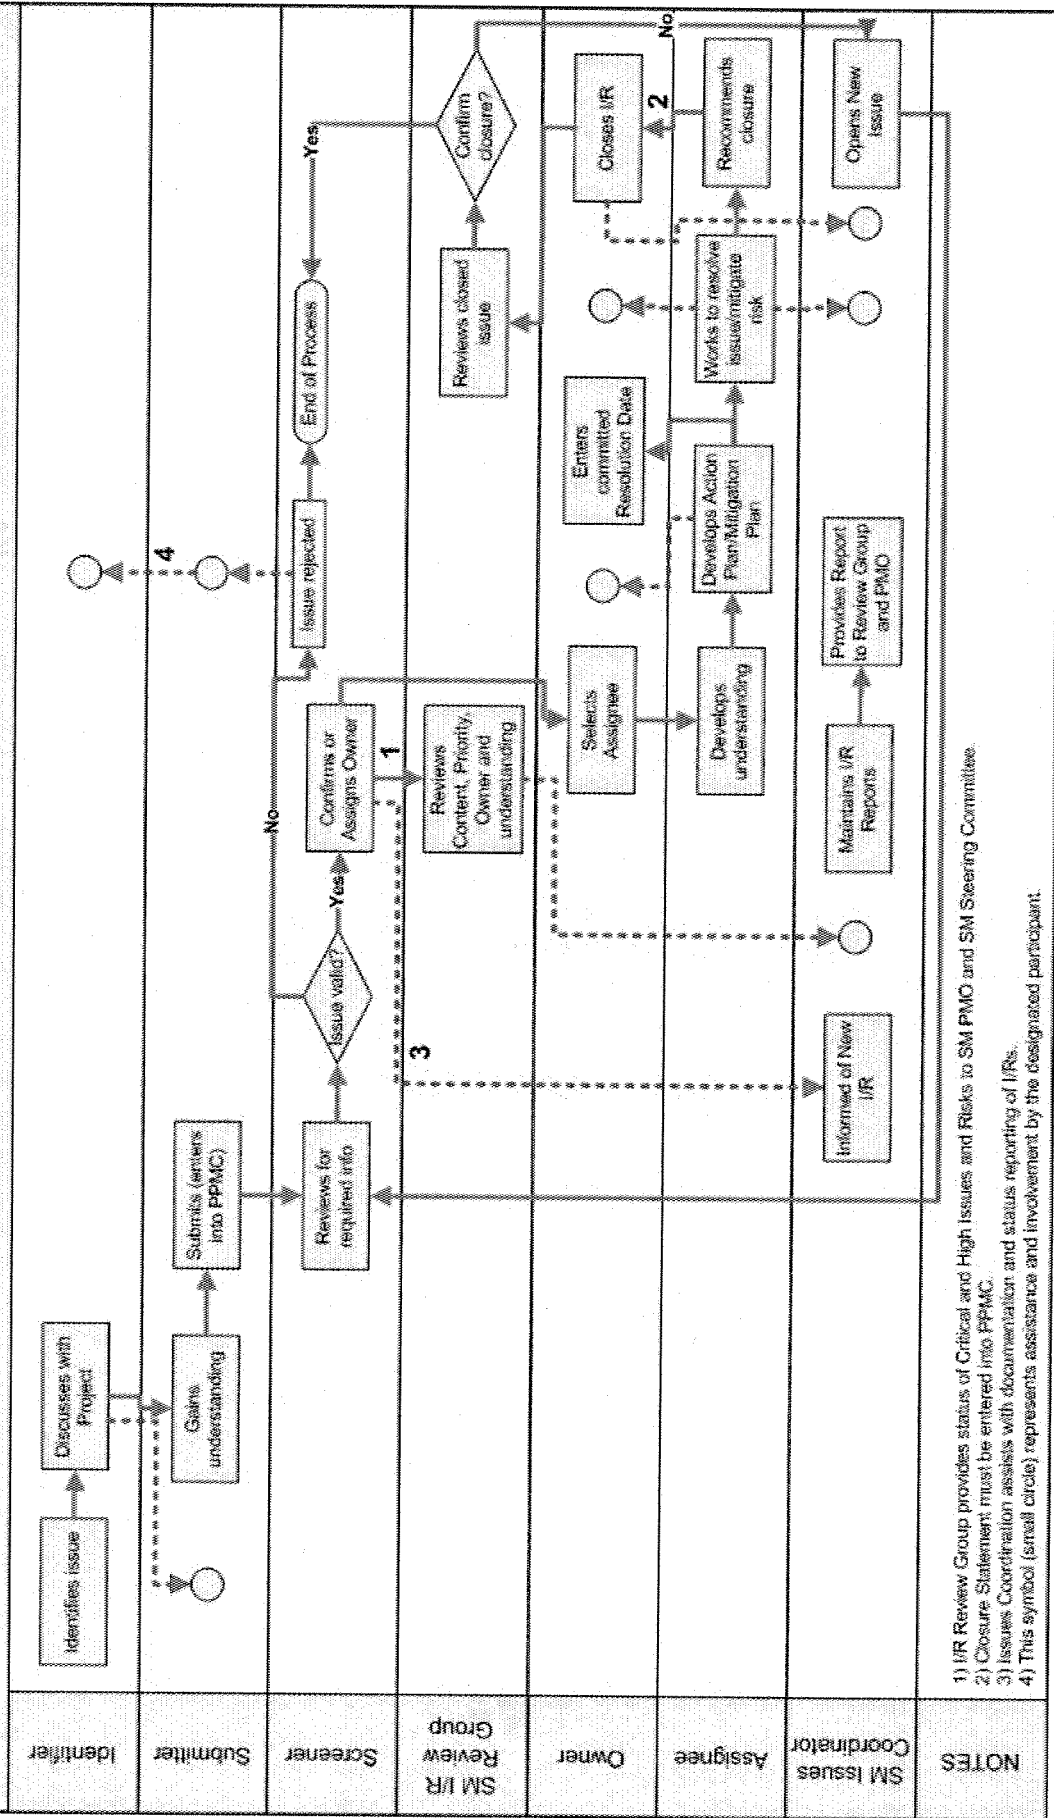 Identifier
Identifies issue
Discusses with
Project
Submitter
Gains
understanding
Submits (enters
into PPMC)
4
Screener
Reviews for
required info
Issue valid?
Yes
No
Confirms or
Assigns Owner
Issue rejected
End of Process
Yes
SM I/R
Review
Group
3
1
Reviews
Content, Priority,
Owner and
understanding
Reviews closed
issue
Confirm
closure?
Owner
Selects
Assignee
Enters
committed
Resolution Date
Closes I/R
No
2
Assignee
Develops
understanding
Develops Action
Plan/Mitigation
Plan
Works to resolve
issue/mitigate
risk
Recommends
closure
SM Issues
Coordinator
Informed of New
I/R
Maintains I/R
Reports
Provides Report
to Review Group
and PMO
Opens New
Issue
NOTES
1) I/R Review Group provides status of Critical and High Issues and Risks to SM PMO and SM Steering Committee.
2) Closure Statement must be entered into PPMC.
3) Issues Coordination assists with documentation and status reporting of I/Rs.
4) This symbol (small circle) represents assistance and involvement by the designated participant.